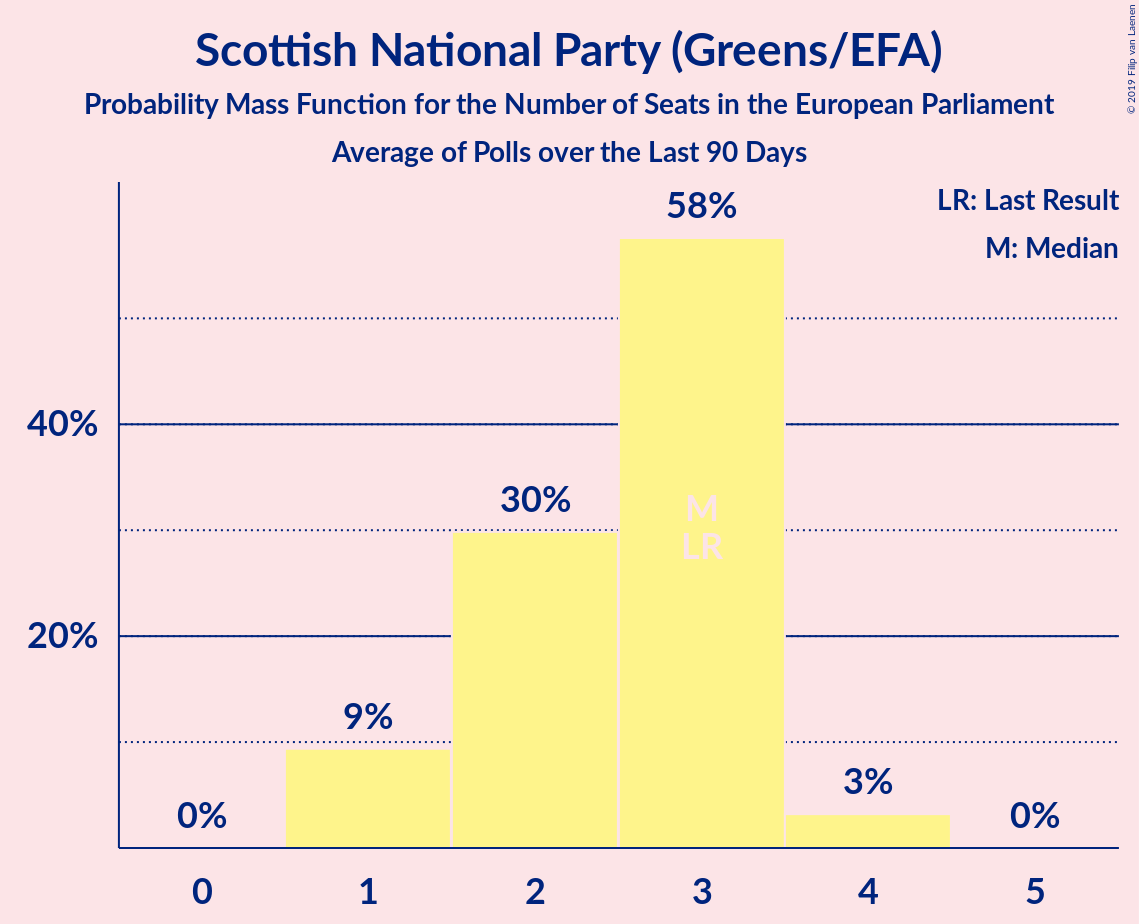 Scottish National Party (Greens/EFA)
Probability Mass Function for the Number of Seats in the European Parliament
Average of Polls over the Last 90 Days
© 2019 Filip van Laenen
LR: Last Result
M: Median
58%
40%
30%
M
LR
20%
9%
3%
0%
0%
0 1 2 3 4 5